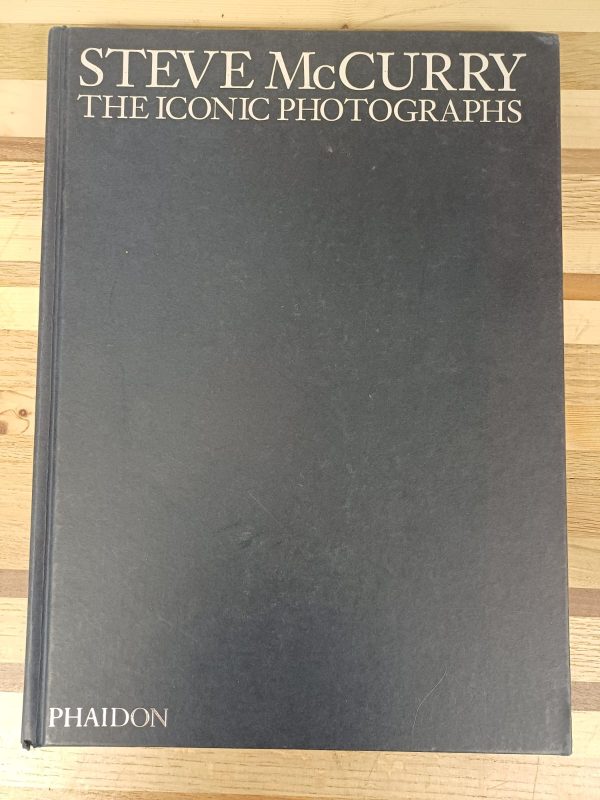 STEVE McCURRY
THE ICONIC PHOTOGRAPHS
PHAIDON